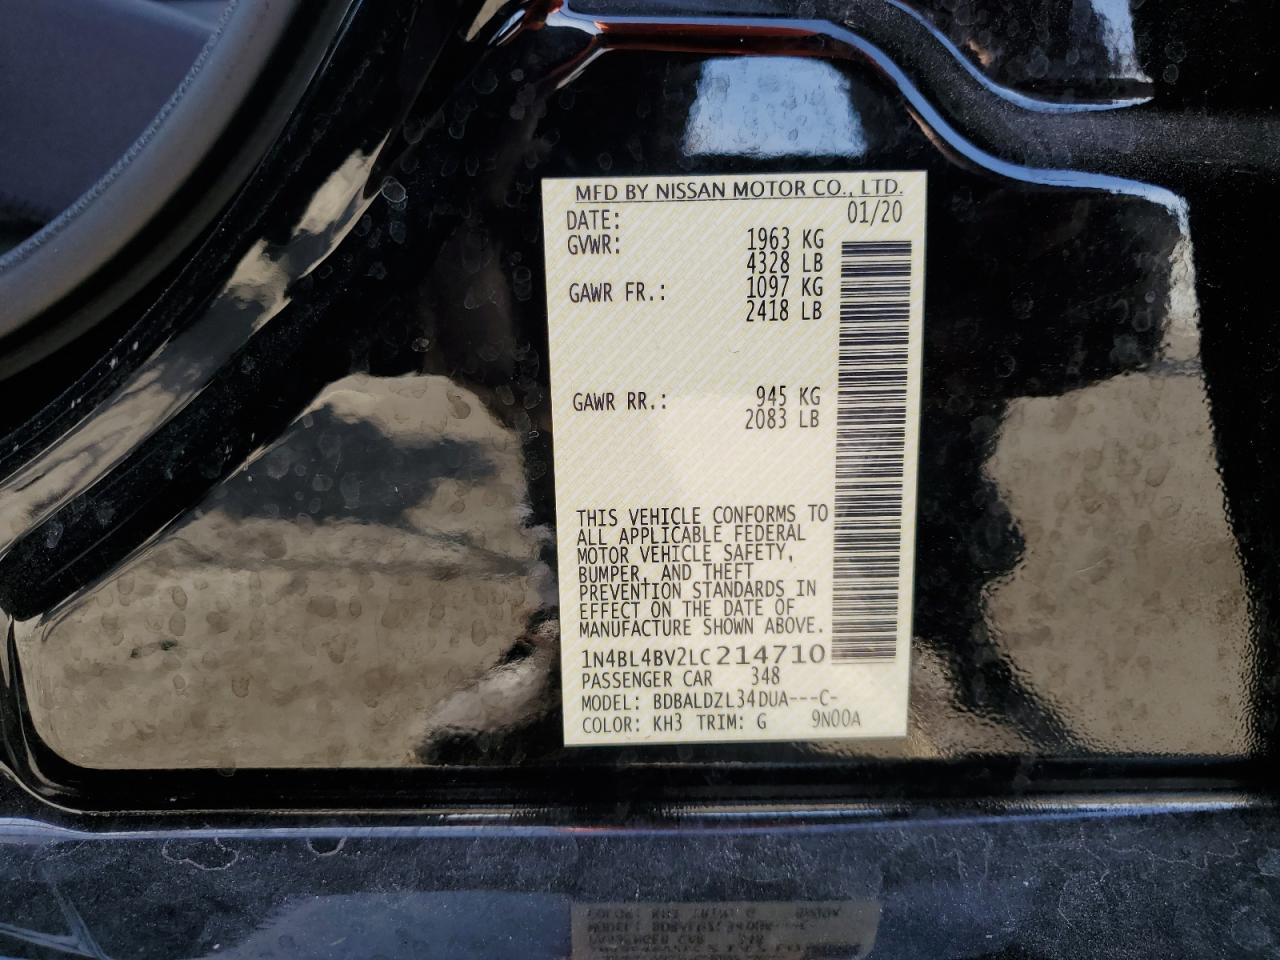 MFD BY NISSAN MOTOR CO., LTD.
DATE: 01/20
GVWR: 1963 KG
4328 LB
GAWR FR.: 1097 KG
2418 LB
GAWR RR.: 945 KG
2083 LB
THIS VEHICLE CONFORMS TO
ALL APPLICABLE FEDERAL
MOTOR VEHICLE SAFETY,
BUMPER, AND THEFT
PREVENTION STANDARDS IN
EFFECT ON THE DATE OF
MANUFACTURE SHOWN ABOVE.
1N4BL4BV2LC214710
PASSENGER CAR 348
MODEL: BDBALDZL34DUA---C-
COLOR: KH3 TRIM: G 9N00A